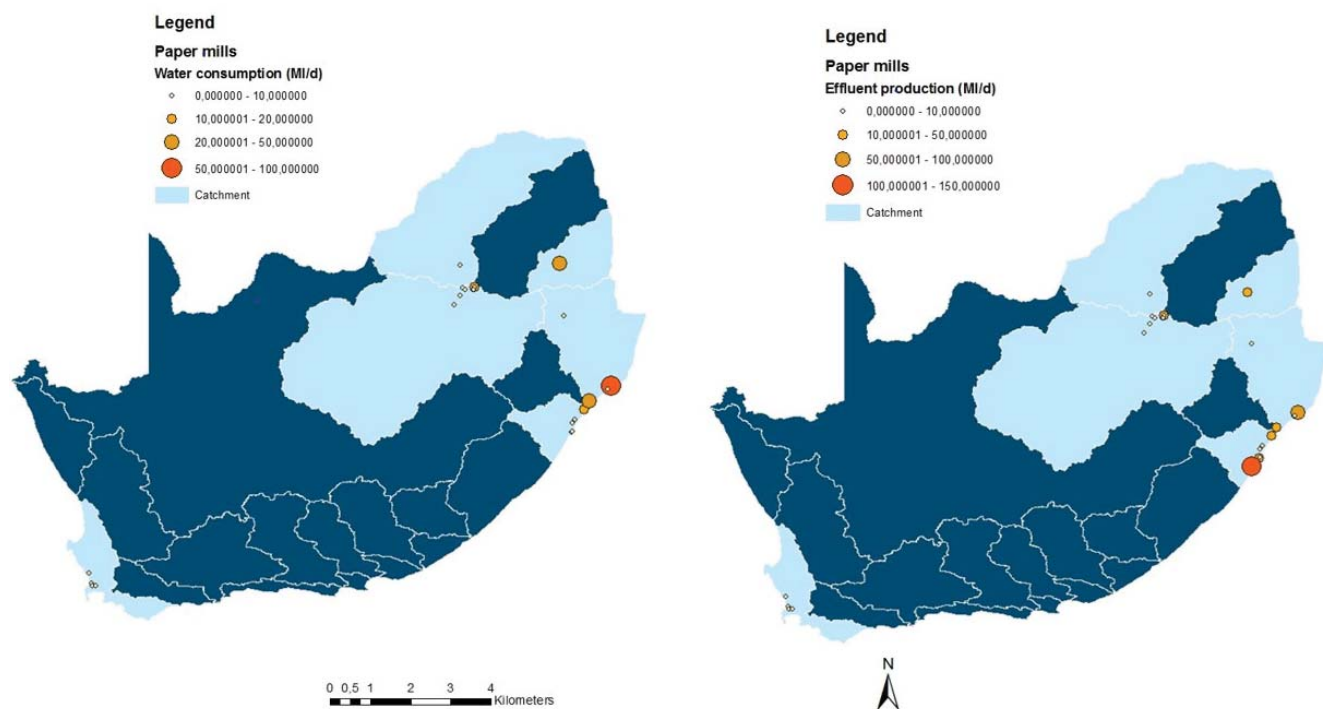 Legend
Paper mills
Water consumption (Ml/d)
0,000000 - 10,000000
10,000001 - 20,000000
20,000001 - 50,000000
50,000001 - 100,000000
Catchment
Legend
Paper mills
Effluent production (Ml/d)
0,000000 - 10,000000
10,000001 - 50,000000
50,000001 - 100,000000
100,000001 - 150,000000
Catchment
0 0,5 1 2 3 4
Kilometers
N